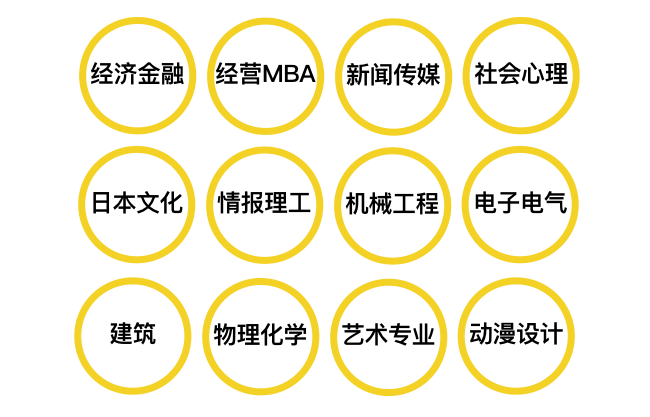 经济金融
经营MBA
新闻传媒
社会心理
日本文化
情报理工
机械工程
电子电气
建筑
物理化学
艺术专业
动漫设计